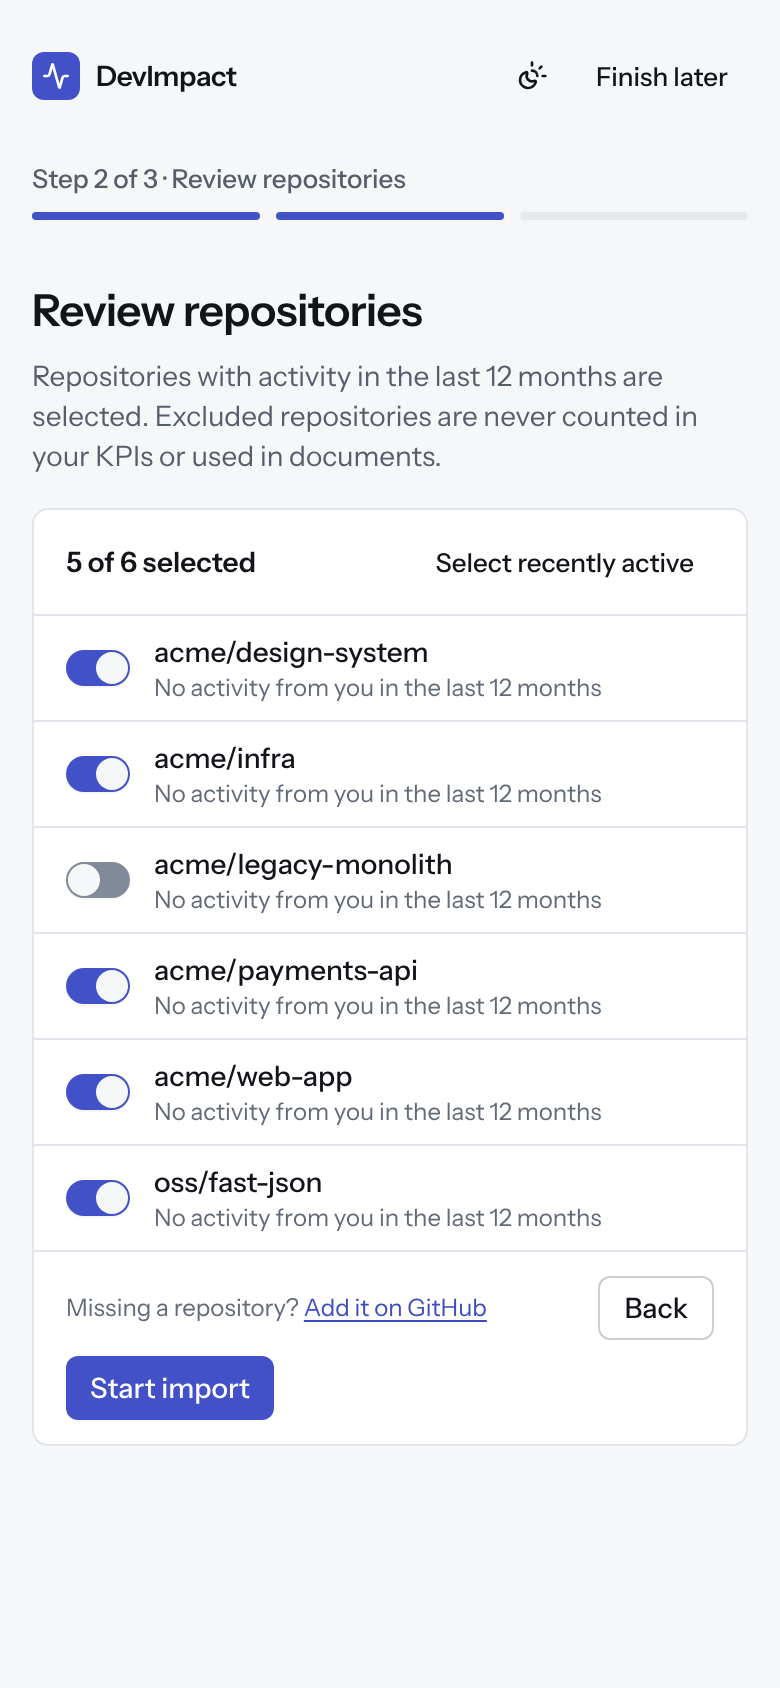 DevImpact
Finish later
Step 2 of 3 · Review repositories
Review repositories
Repositories with activity in the last 12 months are
selected. Excluded repositories are never counted in
your KPIs or used in documents.
5 of 6 selected
Select recently active
acme/design-system
No activity from you in the last 12 months
acme/infra
No activity from you in the last 12 months
acme/legacy-monolith
No activity from you in the last 12 months
acme/payments-api
No activity from you in the last 12 months
acme/web-app
No activity from you in the last 12 months
oss/fast-json
No activity from you in the last 12 months
Missing a repository? Add it on GitHub
Back
Start import